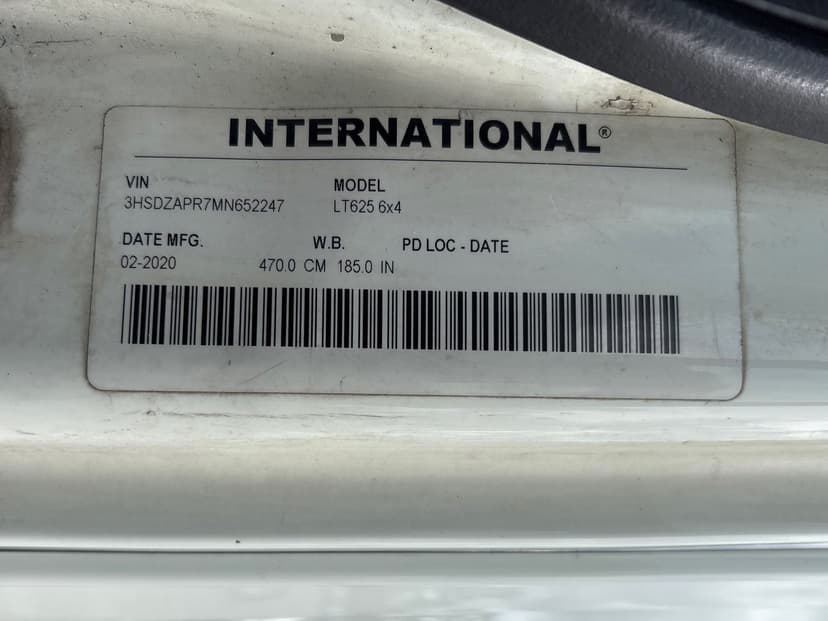 INTERNATIONAL®
VIN MODEL
3HSDZAPR7MN652247 LT625 6x4
DATE MFG. W.B. PD LOC - DATE
02-2020 470.0 CM 185.0 IN